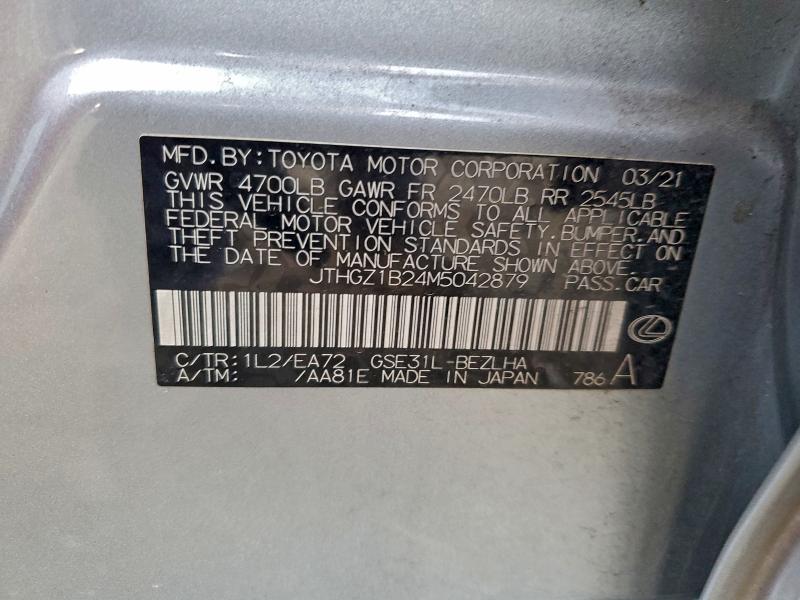 MFD.BY:TOYOTA MOTOR CORPORATION 03/21
GVWR 4700LB GAWR FR 2470LB RR 2545LB
THIS VEHICLE CONFORMS TO ALL APPLICABLE
FEDERAL MOTOR VEHICLE SAFETY,BUMPER,AND
THEFT PREVENTION STANDARDS IN EFFECT ON
THE DATE OF MANUFACTURE SHOWN ABOVE.
JTHGZ1B24M5042879 PASS.CAR
C/TR:1L2/EA72 GSE31L-BEZLHA
A/TM: /AA81E MADE IN JAPAN 786 A